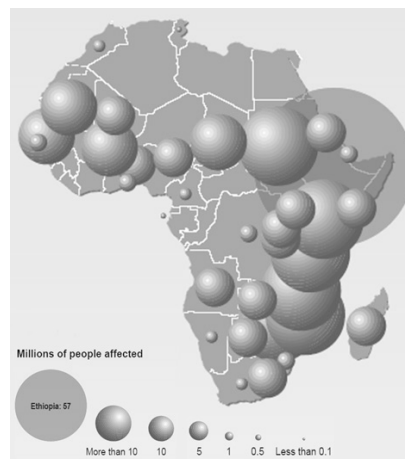 Millions of people affected
Ethiopia: 57
More than 10 10 5 1 0.5 Less than 0.1